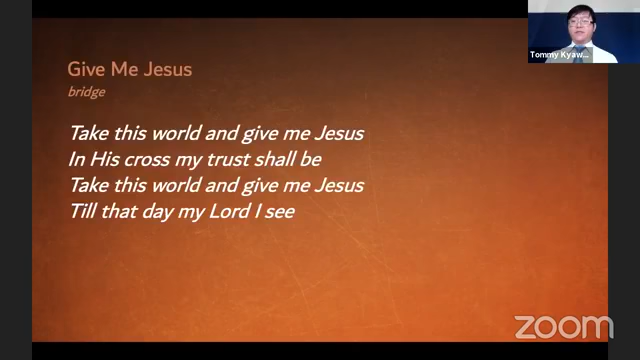 Give Me Jesus
bridge
Take this world and give me Jesus
In His cross my trust shall be
Take this world and give me Jesus
Till that day my Lord I see
Tommy Kyaw...
zoom